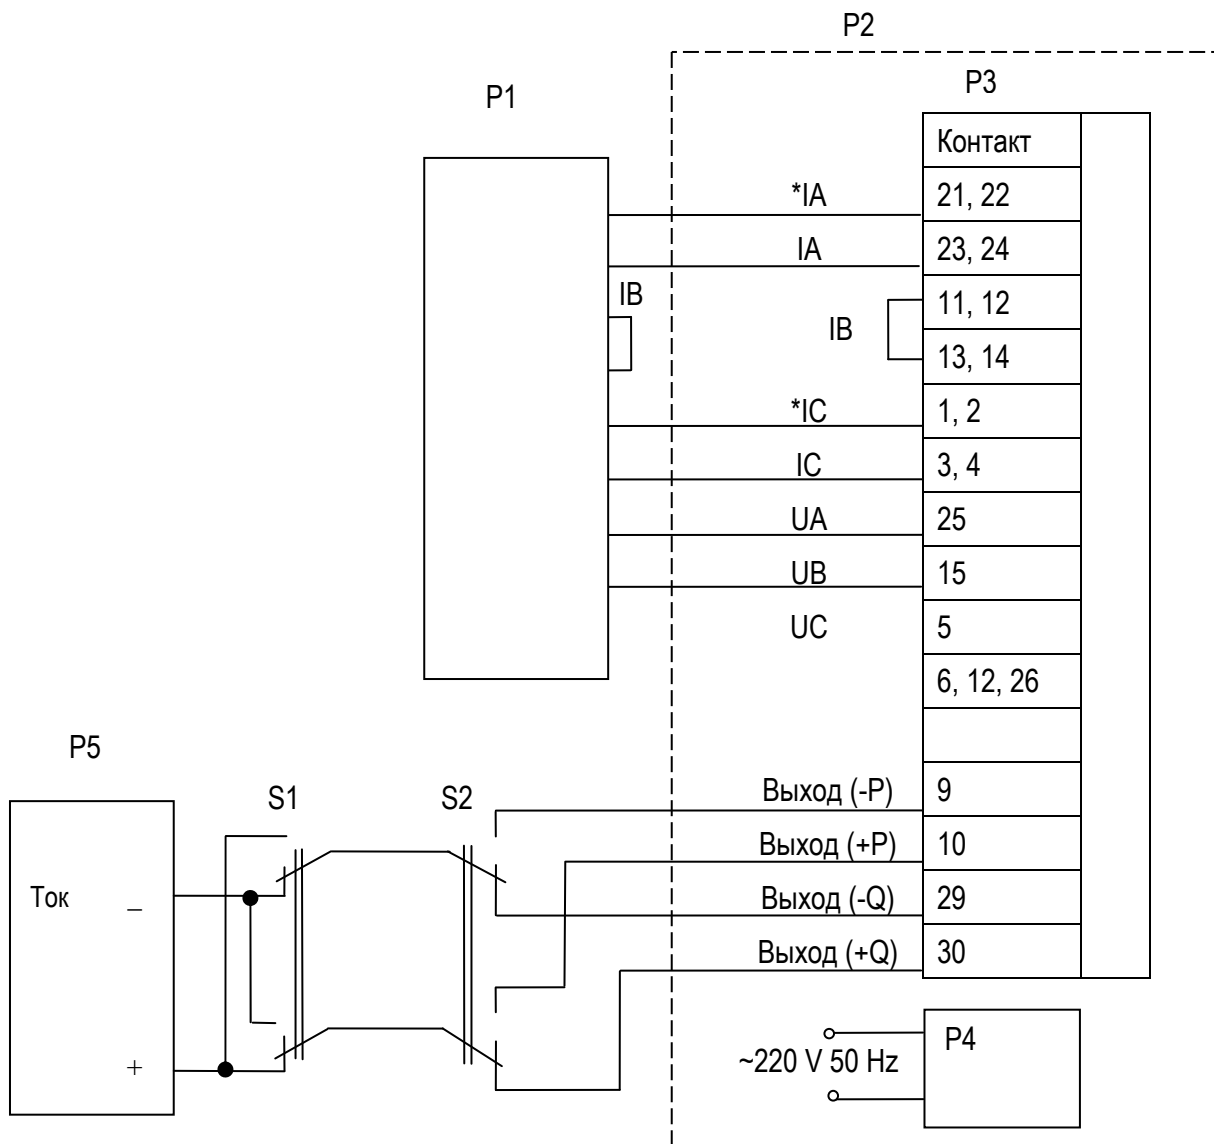 P2
P3
P1
Контакт
*IA
21, 22
IA
23, 24
IB
11, 12
IB
13, 14
*IC
1, 2
IC
3, 4
UA
25
UB
15
UC
5
6, 12, 26
P5
S1
S2
Выход (-P)
9
Выход (+P)
10
Ток
–
Выход (-Q)
29
Выход (+Q)
30
P4
~220 V 50 Hz
+